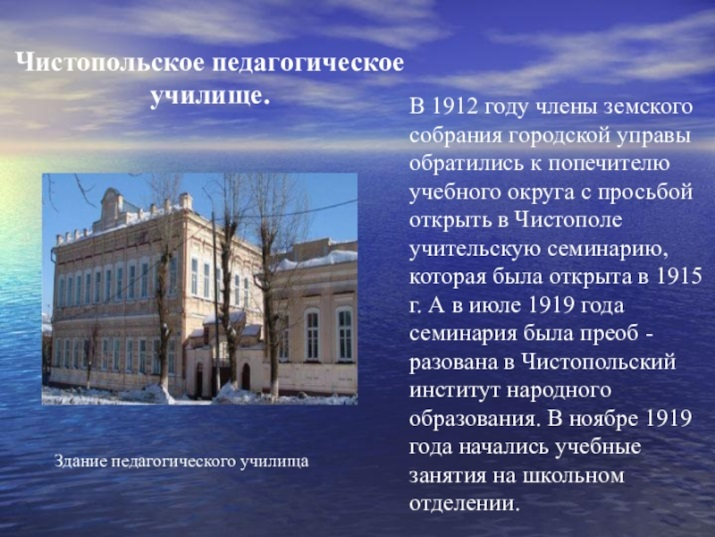 Чистопольское педагогическое
училище.
В 1912 году члены земского
собрания городской управы
обратились к попечителю
учебного округа с просьбой
открыть в Чистополе
учительскую семинарию,
которая была открыта в 1915
г. А в июле 1919 года
семинария была преоб -
разована в Чистопольский
институт народного
образования. В ноябре 1919
года начались учебные
занятия на школьном
отделении.
Здание педагогического училища